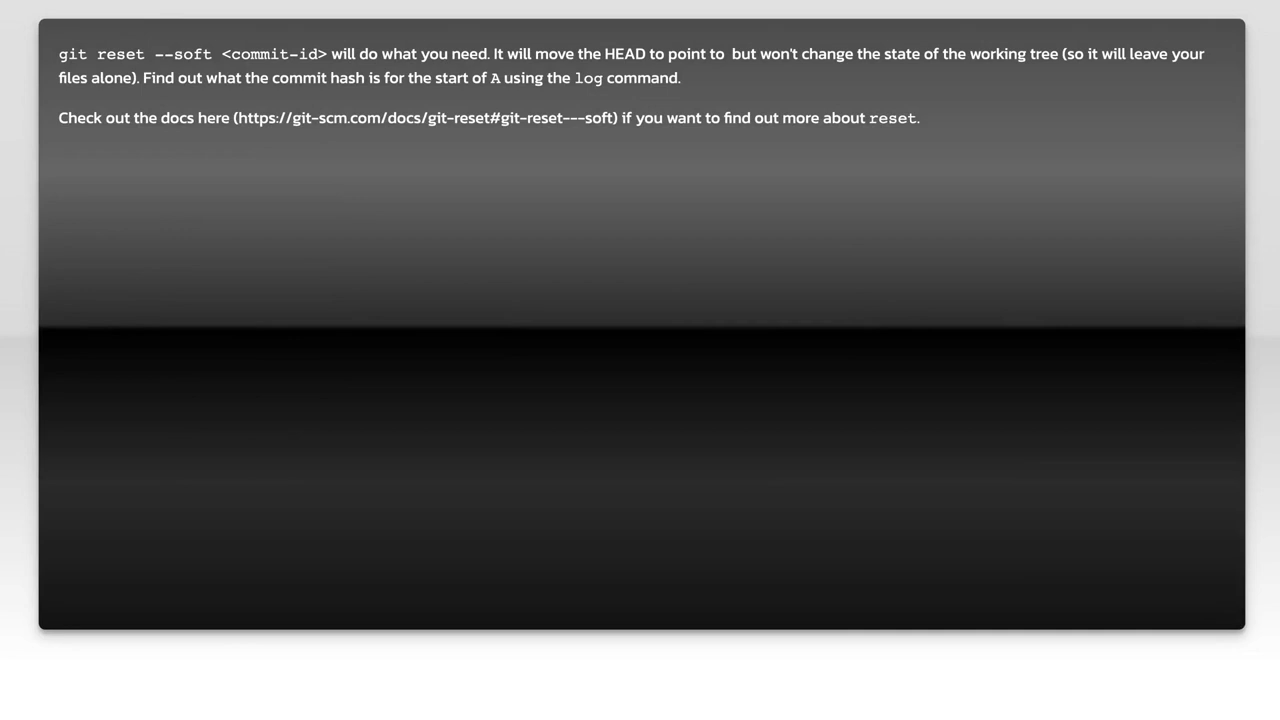 git reset --soft <commit-id> will do what you need. It will move the HEAD to point to  but won't change the state of the working tree (so it will leave your
files alone). Find out what the commit hash is for the start of A using the log command.
Check out the docs here (https://git-scm.com/docs/git-reset#git-reset---soft) if you want to find out more about reset.